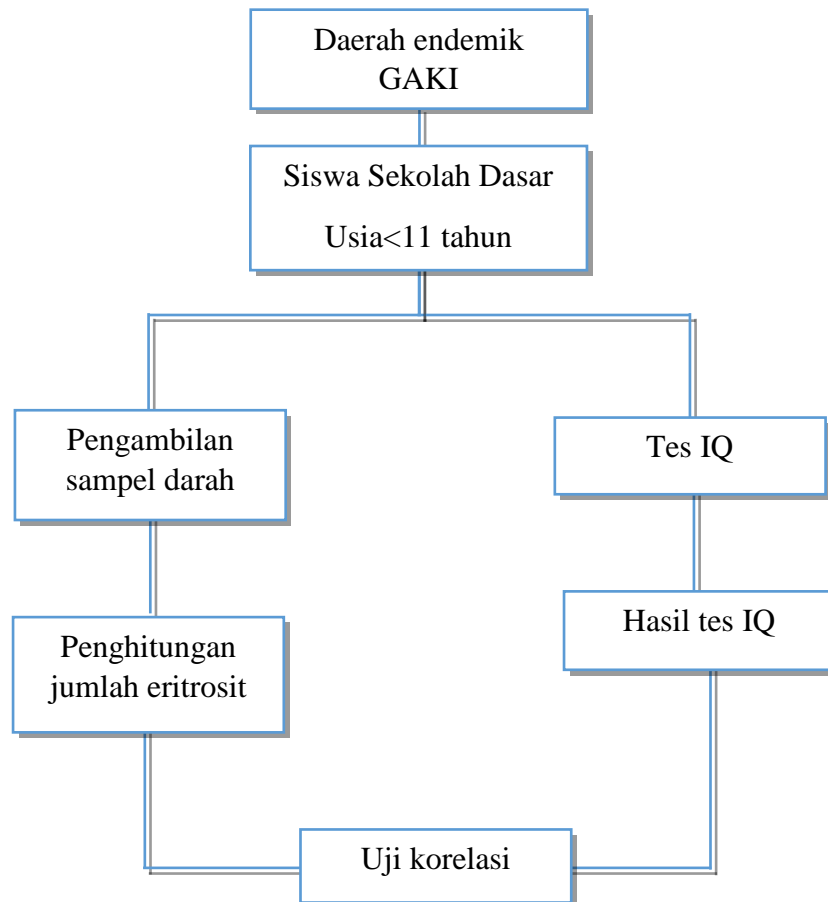 Daerah endemik
GAKI
Siswa Sekolah Dasar
Usia<11 tahun
Pengambilan
sampel darah
Tes IQ
Penghitungan
jumlah eritrosit
Hasil tes IQ
Uji korelasi